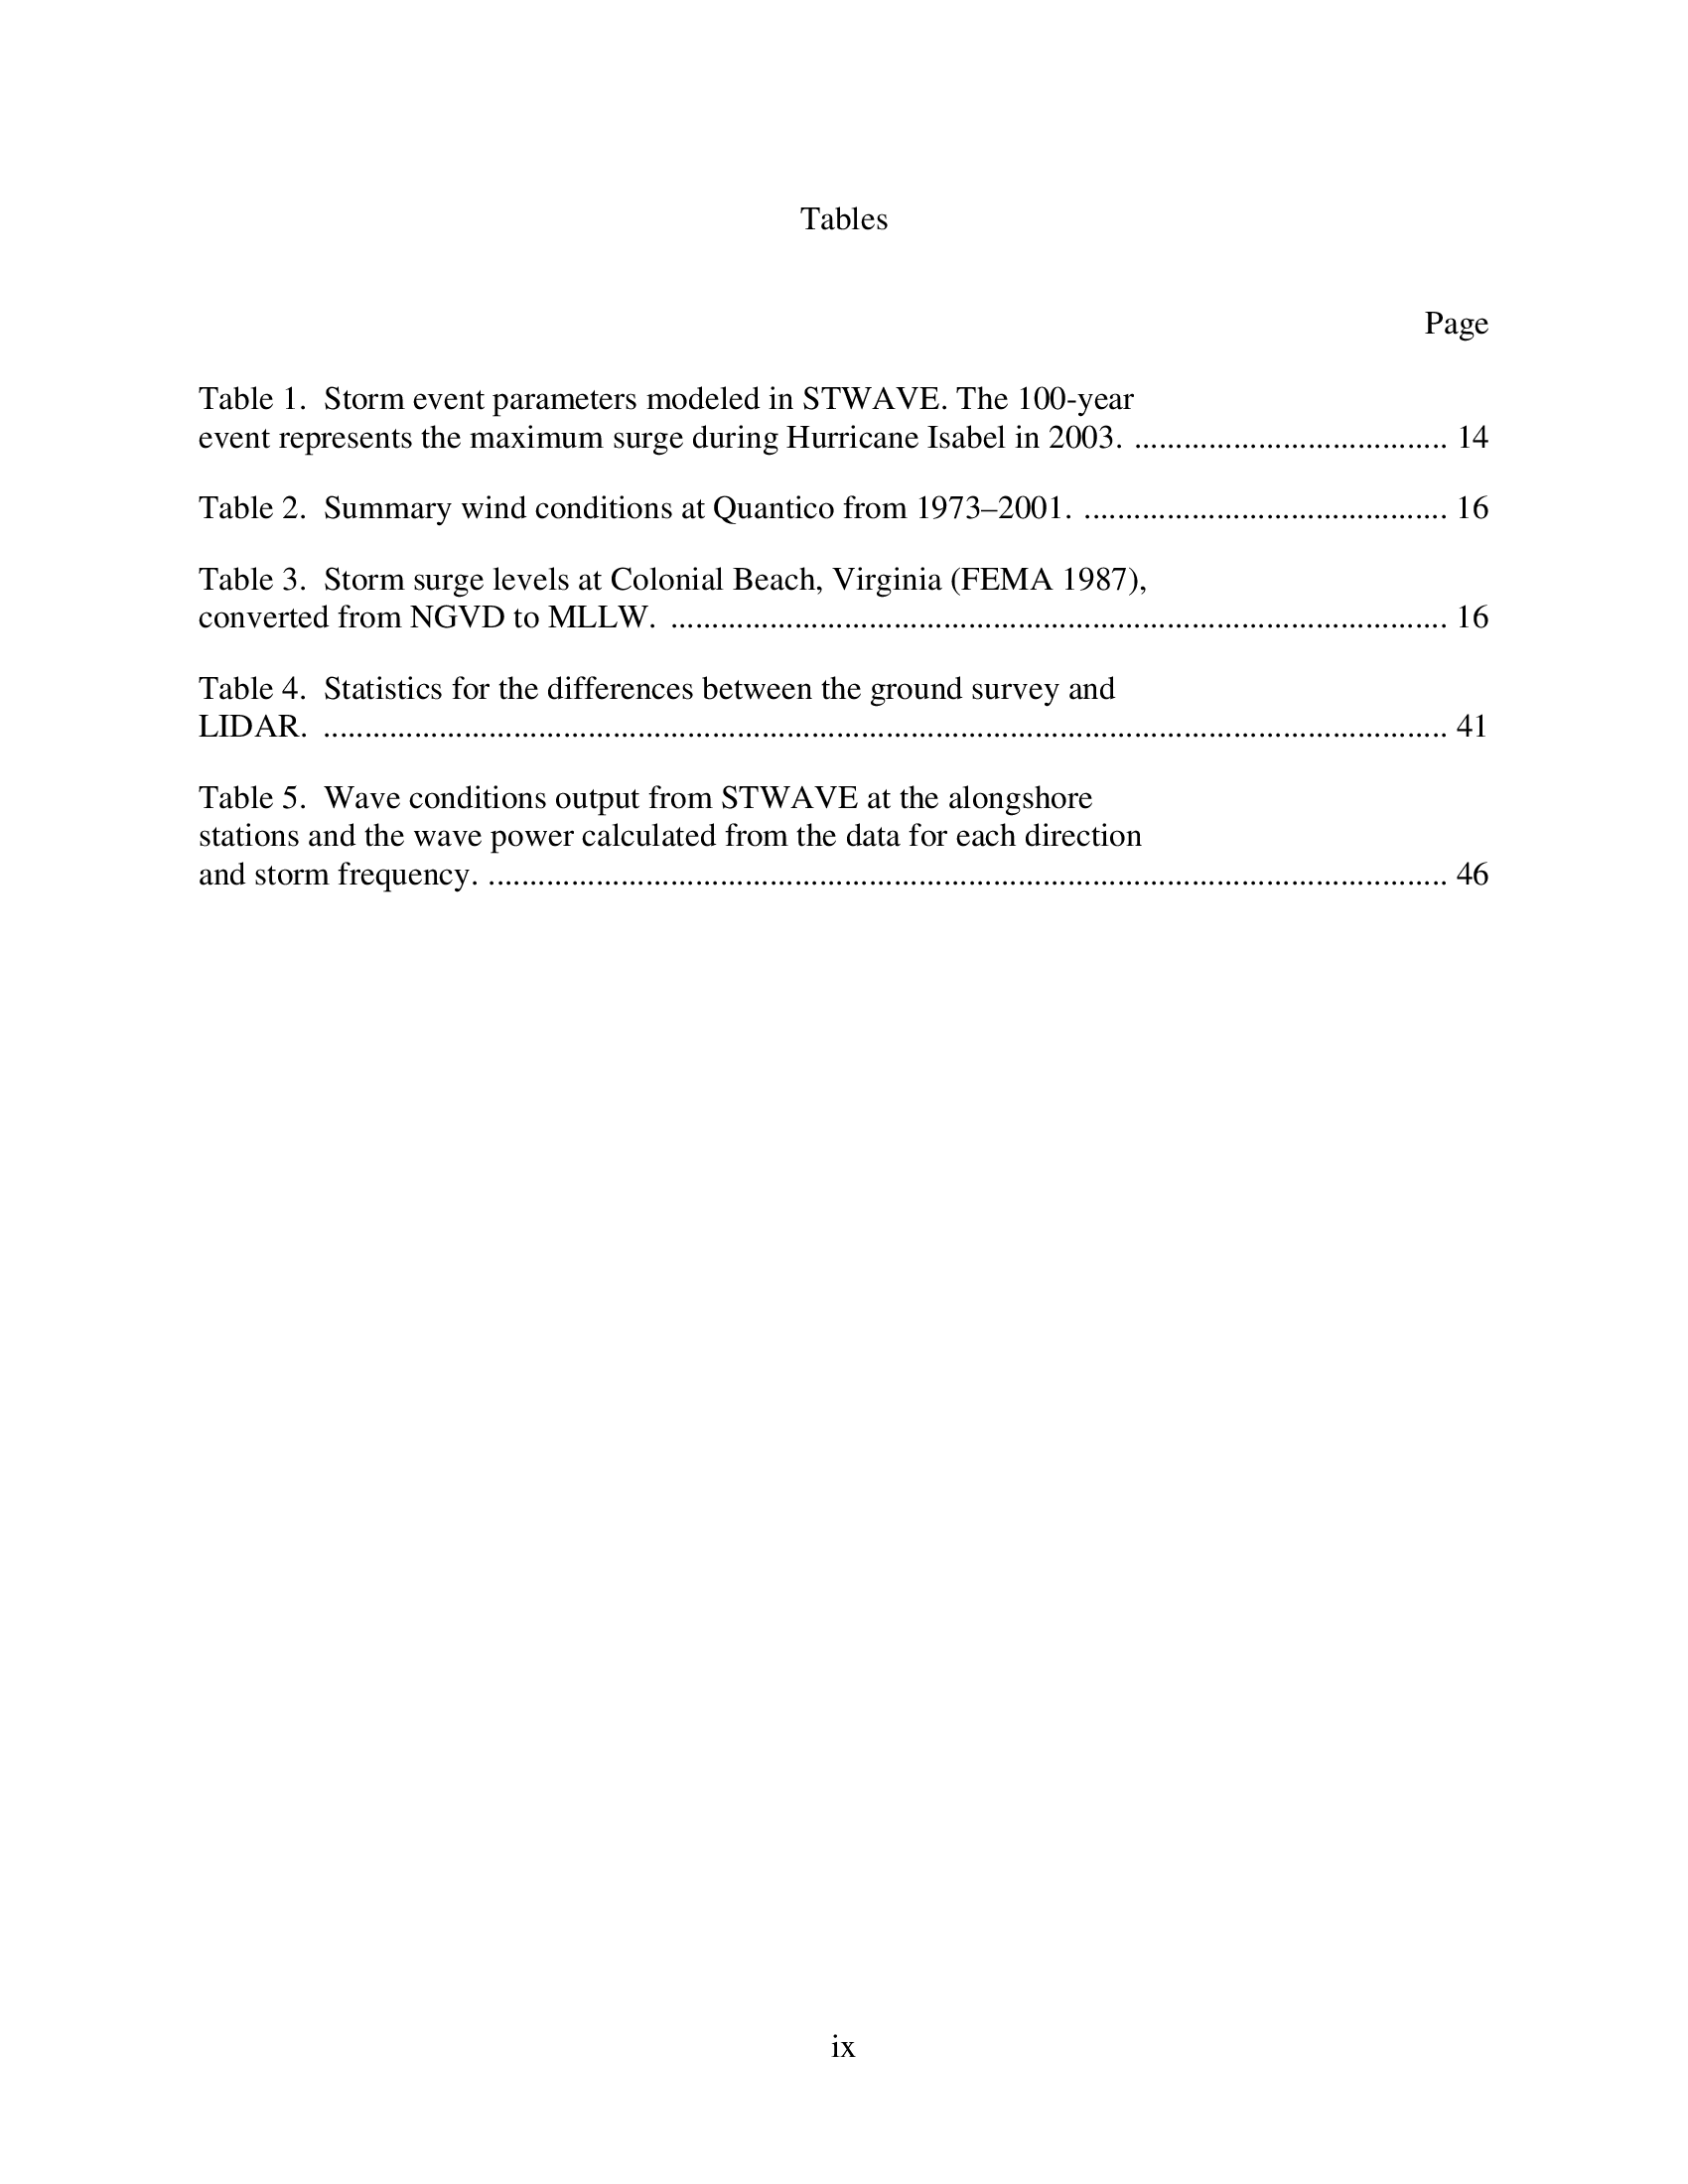 Tables
Page
Table 1.  Storm event parameters modeled in STWAVE. The 100-year
event represents the maximum surge during Hurricane Isabel in 2003. ...................................... 14
Table 2.  Summary wind conditions at Quantico from 1973–2001. ............................................ 16
Table 3.  Storm surge levels at Colonial Beach, Virginia (FEMA 1987),
converted from NGVD to MLLW.  .............................................................................................. 16
Table 4.  Statistics for the differences between the ground survey and
LIDAR.  ........................................................................................................................................ 41
Table 5.  Wave conditions output from STWAVE at the alongshore
stations and the wave power calculated from the data for each direction
and storm frequency. .................................................................................................................... 46
ix